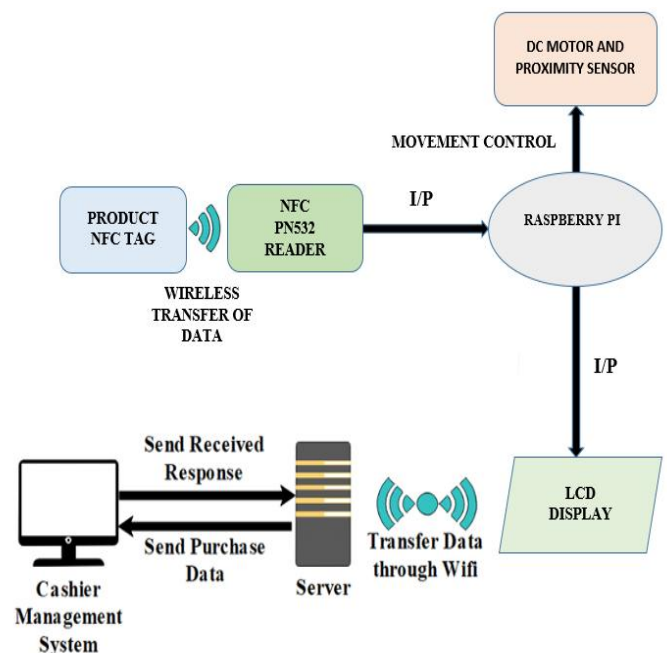 DC MOTOR AND
PROXIMITY SENSOR
MOVEMENT CONTROL
PRODUCT
NFC TAG
NFC
PN532
READER
I/P
RASPBERRY PI
WIRELESS
TRANSFER OF
DATA
I/P
Send Received
Response
Send Purchase
Data
Cashier
Management
System
Server
Transfer Data
through Wifi
LCD
DISPLAY